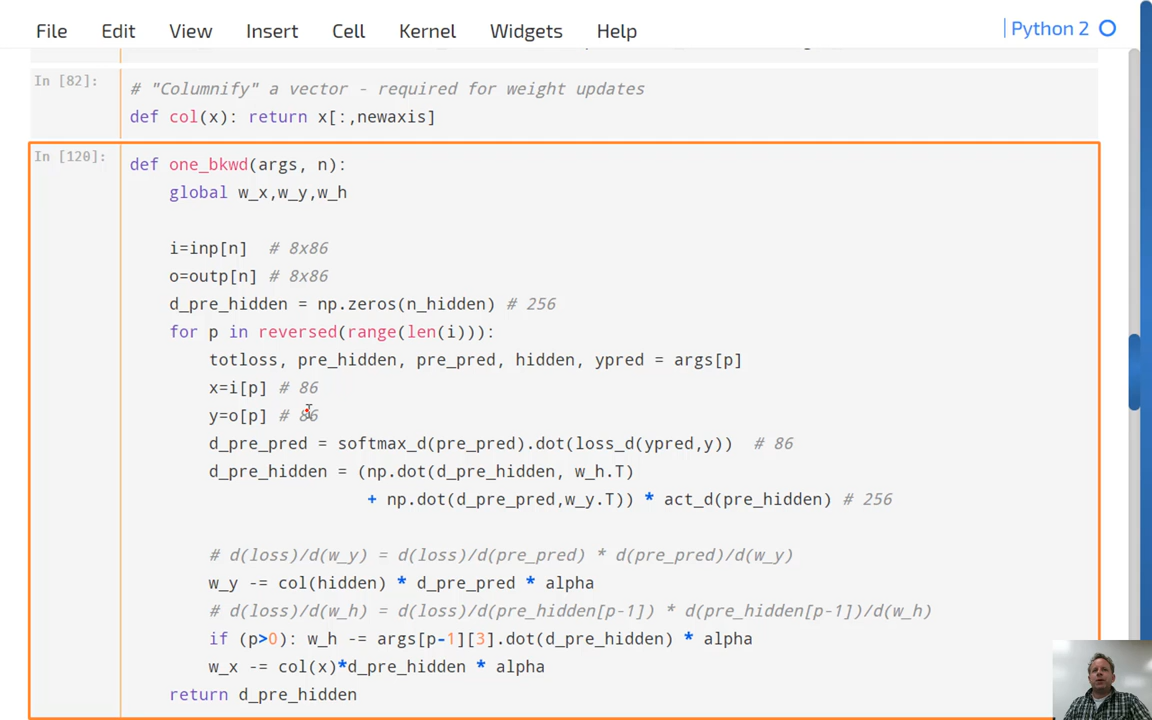 File Edit View Insert Cell Kernel Widgets Help Python 2
In [82]:
# "Columnify" a vector - required for weight updates
def col(x): return x[:,newaxis]
In [120]:
def one_bkwd(args, n):
    global w_x,w_y,w_h
    i=inp[n]  # 8x86
    o=outp[n] # 8x86
    d_pre_hidden = np.zeros(n_hidden) # 256
    for p in reversed(range(len(i))):
        totloss, pre_hidden, pre_pred, hidden, ypred = args[p]
        x=i[p] # 86
        y=o[p] # 86
        d_pre_pred = softmax_d(pre_pred).dot(loss_d(ypred,y))  # 86
        d_pre_hidden = (np.dot(d_pre_hidden, w_h.T)
                        + np.dot(d_pre_pred,w_y.T)) * act_d(pre_hidden) # 256
        # d(loss)/d(w_y) = d(loss)/d(pre_pred) * d(pre_pred)/d(w_y)
        w_y -= col(hidden) * d_pre_pred * alpha
        # d(loss)/d(w_h) = d(loss)/d(pre_hidden[p-1]) * d(pre_hidden[p-1])/d(w_h)
        if (p>0): w_h -= args[p-1][3].dot(d_pre_hidden) * alpha
        w_x -= col(x)*d_pre_hidden * alpha
    return d_pre_hidden